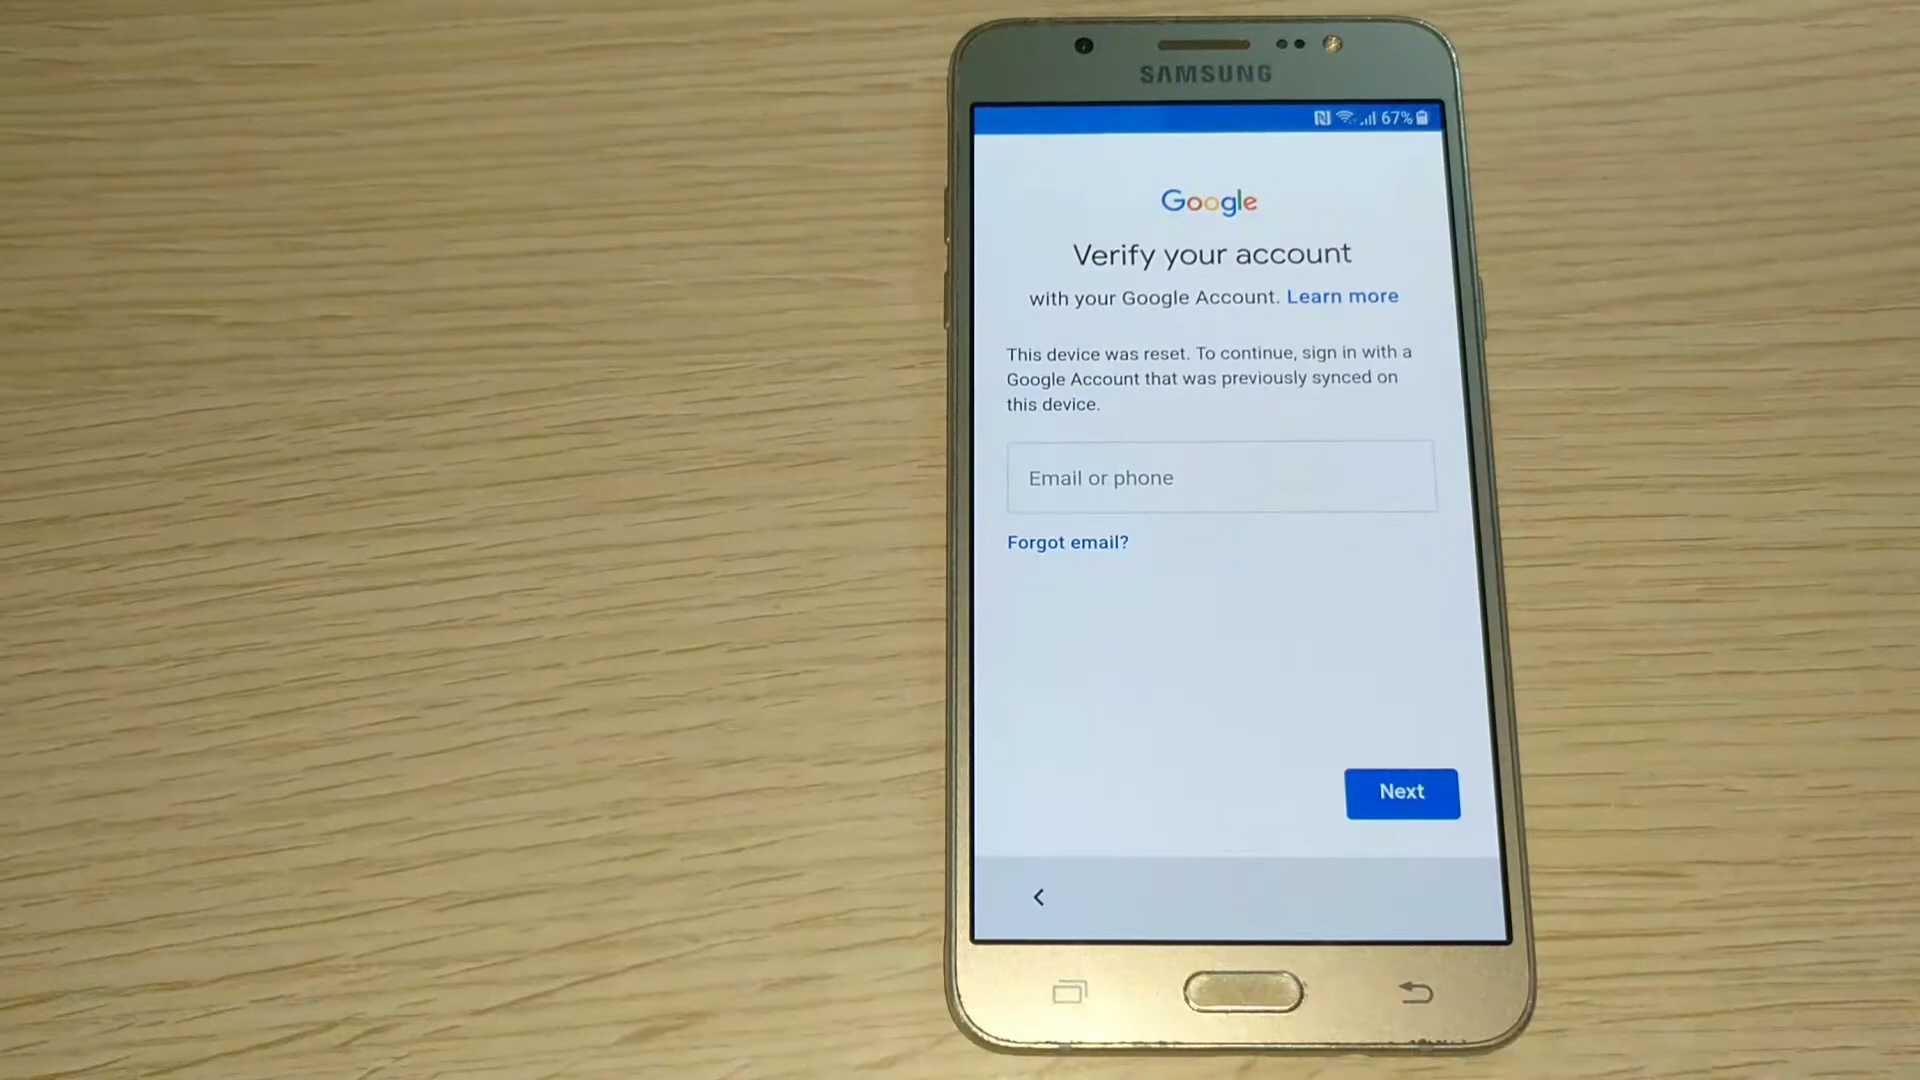 SAMSUNG
67%
Google
Verify your account
with your Google Account. Learn more
This device was reset. To continue, sign in with a
Google Account that was previously synced on
this device.
Email or phone
Forgot email?
Next